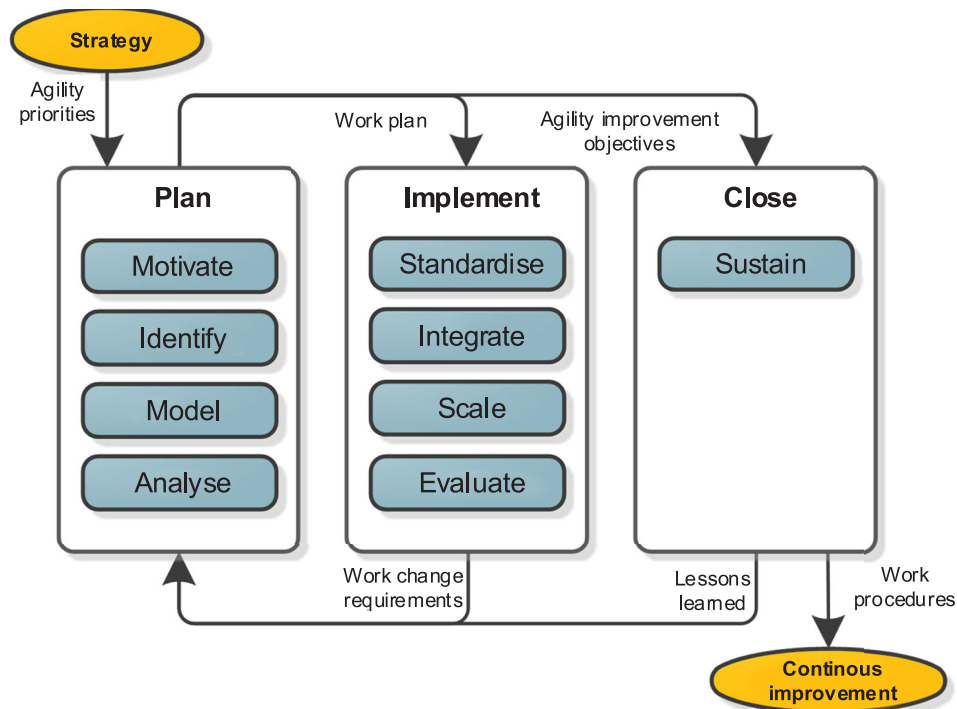 Strategy
Agility
priorities
Work plan
Agility improvement
objectives
Plan
Motivate
Identify
Model
Analyse
Implement
Standardise
Integrate
Scale
Evaluate
Close
Sustain
Work change
requirements
Lessons
learned
Work
procedures
Continous
improvement